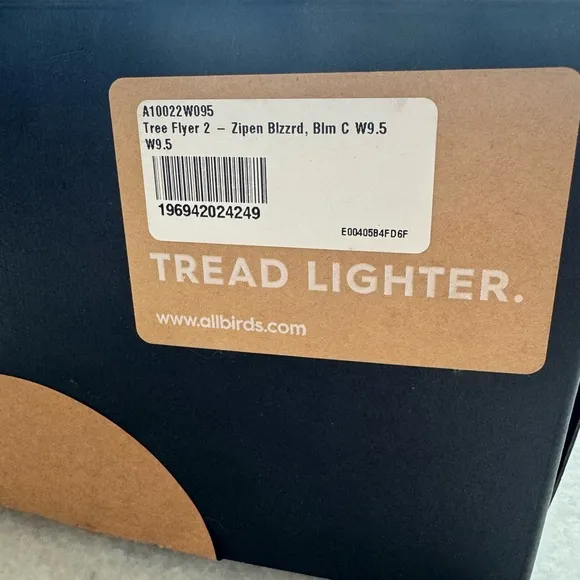 A10022W095
Tree Flyer 2 – Zipen Blzzrd, Blm C W9.5
W9.5
196942024249
E00405B4FD6F
TREAD LIGHTER.
www.allbirds.com